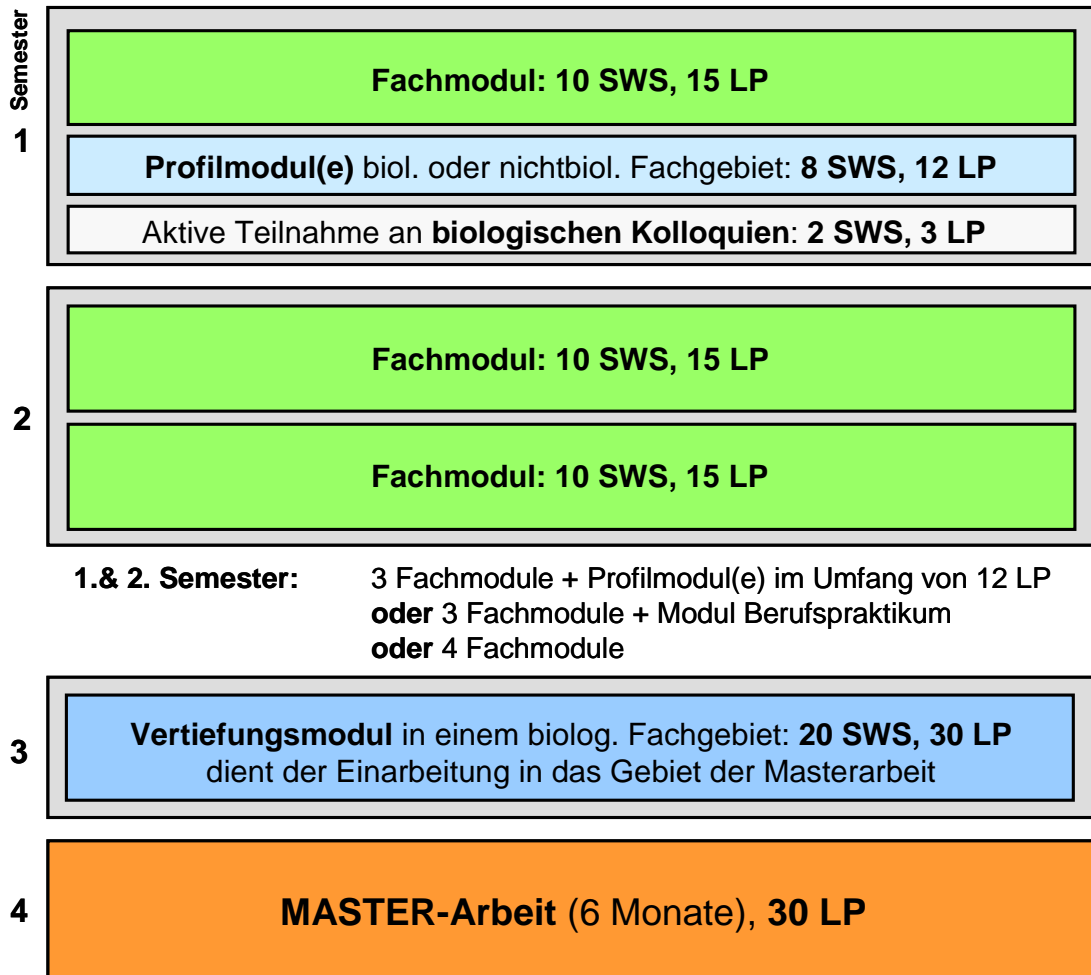 Semester
1
Fachmodul: 10 SWS, 15 LP
Profilmodul(e) biol. oder nichtbiol. Fachgebiet: 8 SWS, 12 LP
Aktive Teilnahme an biologischen Kolloquien: 2 SWS, 3 LP
2
Fachmodul: 10 SWS, 15 LP
Fachmodul: 10 SWS, 15 LP
1.& 2. Semester: 3 Fachmodule + Profilmodul(e) im Umfang von 12 LP
oder 3 Fachmodule + Modul Berufspraktikum
oder 4 Fachmodule
3
Vertiefungsmodul in einem biolog. Fachgebiet: 20 SWS, 30 LP
dient der Einarbeitung in das Gebiet der Masterarbeit
4
MASTER-Arbeit (6 Monate), 30 LP